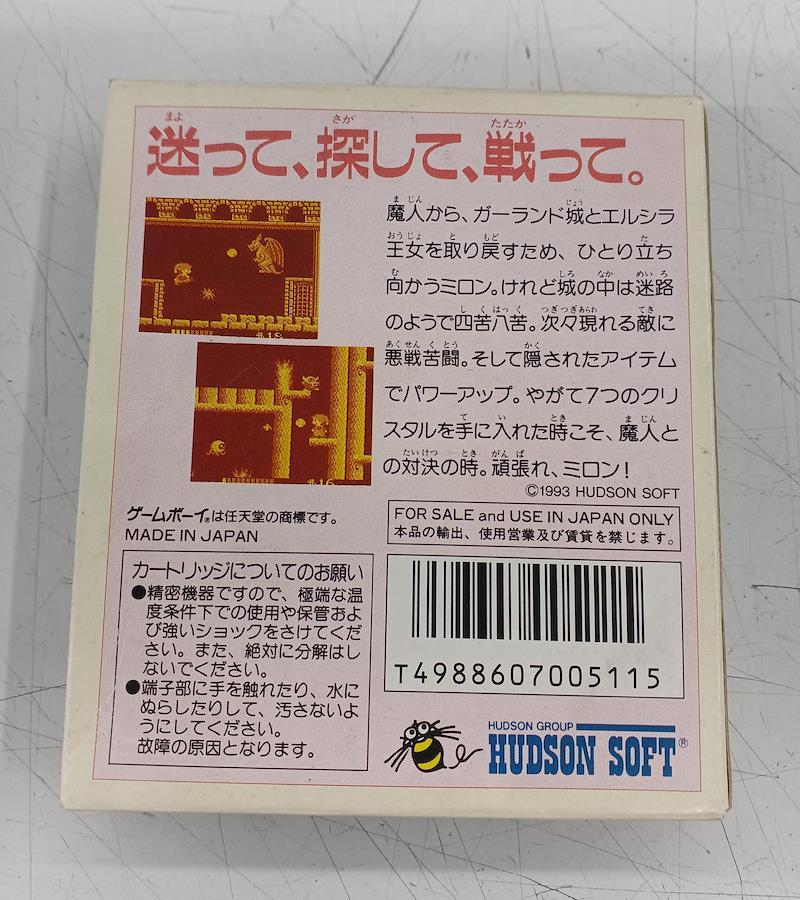 迷って、探して、戦って。
魔人から、ガーランド城とエルシラ
王女を取り戻すため、ひとり立ち
向かうミロン。けれど城の中は迷路
のようで四苦八苦。次々現れる敵に
悪戦苦闘。そして隠されたアイテム
でパワーアップ。やがて7つのクリ
スタルを手に入れた時こそ、魔人と
の対決の時。頑張れ、ミロン!
©1993 HUDSON SOFT
#18
#16
ゲームボーイ®は任天堂の商標です。
MADE IN JAPAN
FOR SALE and USE IN JAPAN ONLY
本品の輸出、使用営業及び賃貸を禁じます。
カートリッジについてのお願い
●精密機器ですので、極端な温
度条件下での使用や保管およ
び強いショックをさけてくだ
さい。また、絶対に分解はし
ないでください。
●端子部に手を触れたり、水に
ぬらしたりして、汚さないよ
うにしてください。
故障の原因となります。
T4988607005115
HUDSON GROUP
HUDSON SOFT®